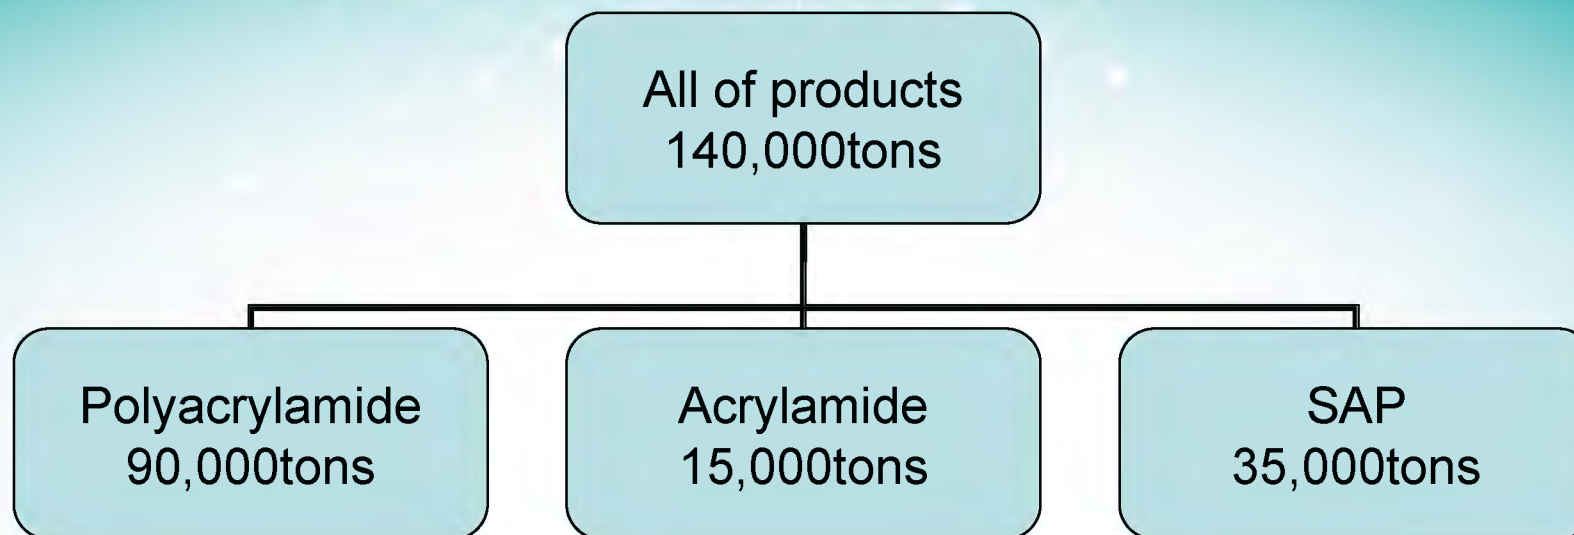 All of products
140,000tons
Polyacrylamide
90,000tons
Acrylamide
15,000tons
SAP
35,000tons